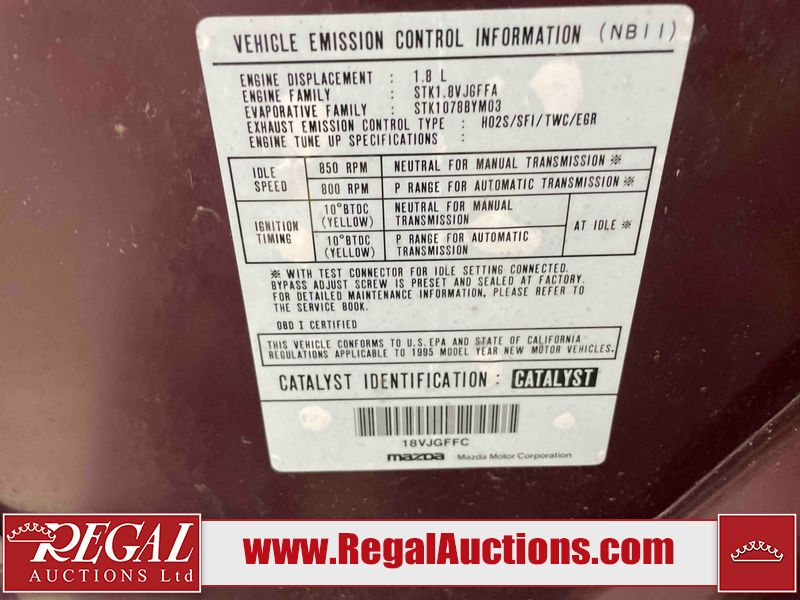 VEHICLE EMISSION CONTROL INFORMATION (NB11)
ENGINE DISPLACEMENT : 1.8 L
ENGINE FAMILY : STK1.8VJGFFA
EVAPORATIVE FAMILY : STK1078BYM03
EXHAUST EMISSION CONTROL TYPE : HO2S/SFI/TWC/EGR
ENGINE TUNE UP SPECIFICATIONS :
IDLE SPEED 850 RPM NEUTRAL FOR MANUAL TRANSMISSION ※
800 RPM P RANGE FOR AUTOMATIC TRANSMISSION ※
IGNITION TIMING 10°BTDC (YELLOW) NEUTRAL FOR MANUAL TRANSMISSION AT IDLE ※
10°BTDC (YELLOW) P RANGE FOR AUTOMATIC TRANSMISSION
※ WITH TEST CONNECTOR FOR IDLE SETTING CONNECTED.
BYPASS ADJUST SCREW IS PRESET AND SEALED AT FACTORY.
FOR DETAILED MAINTENANCE INFORMATION, PLEASE REFER TO
THE SERVICE BOOK.
OBD I CERTIFIED
THIS VEHICLE CONFORMS TO U.S.EPA AND STATE OF CALIFORNIA
REGULATIONS APPLICABLE TO 1995 MODEL YEAR NEW MOTOR VEHICLES.
CATALYST IDENTIFICATION : CATALYST
18VJGFFC
mazda Mazda Motor Corporation
REGAL
AUCTIONS Ltd
www.RegalAuctions.com